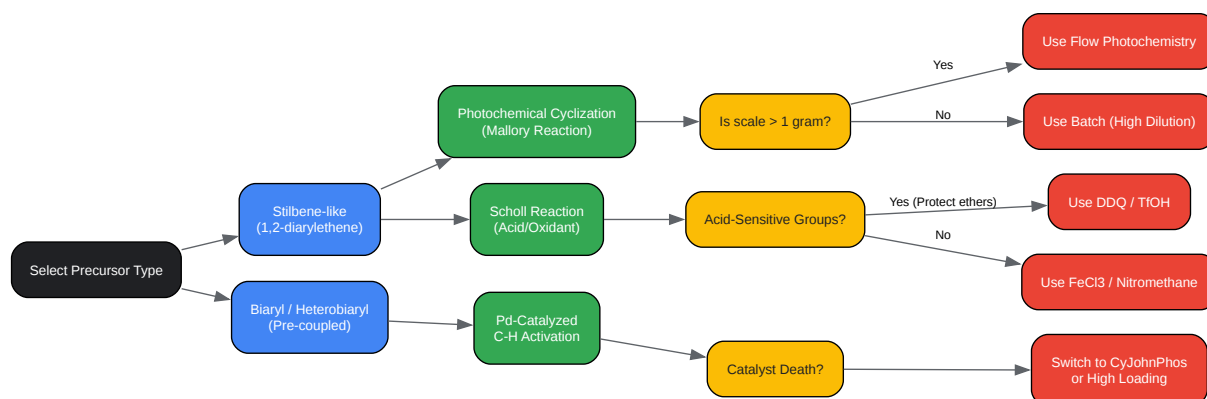 Select Precursor Type
Stilbene-like
(1,2-diarylethene)
Biaryl / Heterobiaryl
(Pre-coupled)
Photochemical Cyclization
(Mallory Reaction)
Scholl Reaction
(Acid/Oxidant)
Pd-Catalyzed
C-H Activation
Is scale > 1 gram?
Acid-Sensitive Groups?
Catalyst Death?
Yes
No
Yes (Protect ethers)
No
Use Flow Photochemistry
Use Batch (High Dilution)
Use DDQ / TfOH
Use FeCl3 / Nitromethane
Switch to CyJohnPhos
or High Loading